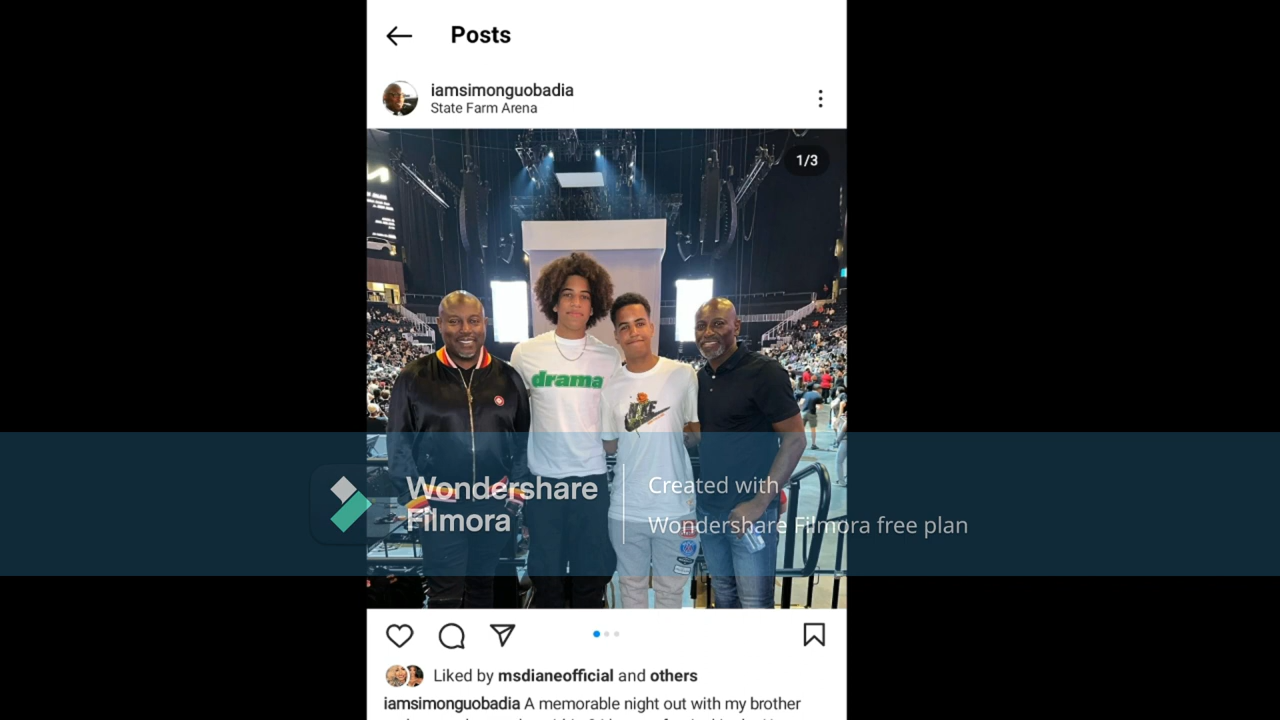 Posts
iamsimonguobadia
State Farm Arena
1/3
drama
NIKE
Wondershare
Filmora
Created with
Wondershare Filmora free plan
Liked by msdianeofficial and others
iamsimonguobadia A memorable night out with my brother